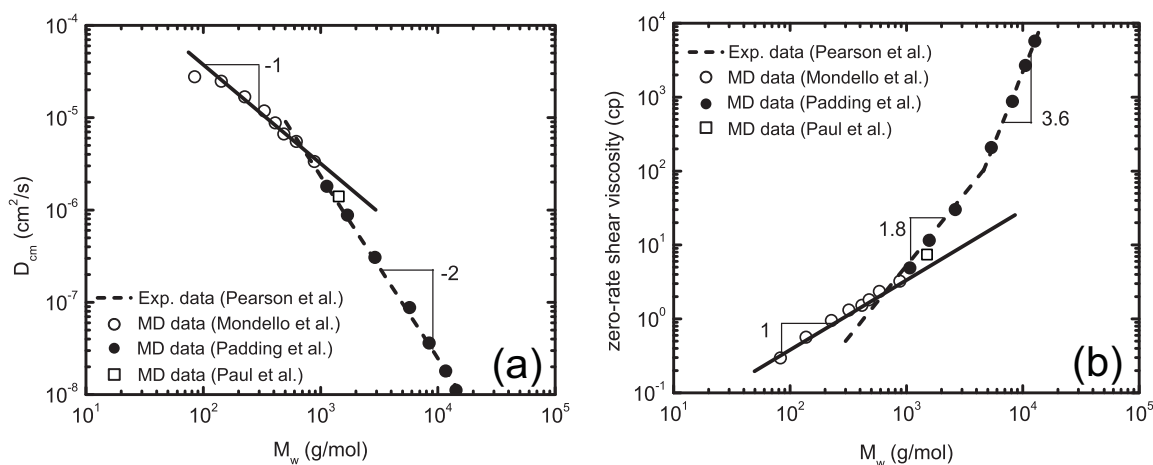 10^-4
10^-5
10^-6
10^-7
10^-8
D_cm (cm^2/s)
-1
-2
Exp. data (Pearson et al.)
MD data (Mondello et al.)
MD data (Padding et al.)
MD data (Paul et al.)
(a)
10^1 10^2 10^3 10^4 10^5
M_w (g/mol)
10^4
10^3
10^2
10^1
10^0
10^-1
zero-rate shear viscosity (cp)
Exp. data (Pearson et al.)
MD data (Mondello et al.)
MD data (Padding et al.)
MD data (Paul et al.)
3.6
1.8
1
(b)
10^1 10^2 10^3 10^4 10^5
M_w (g/mol)